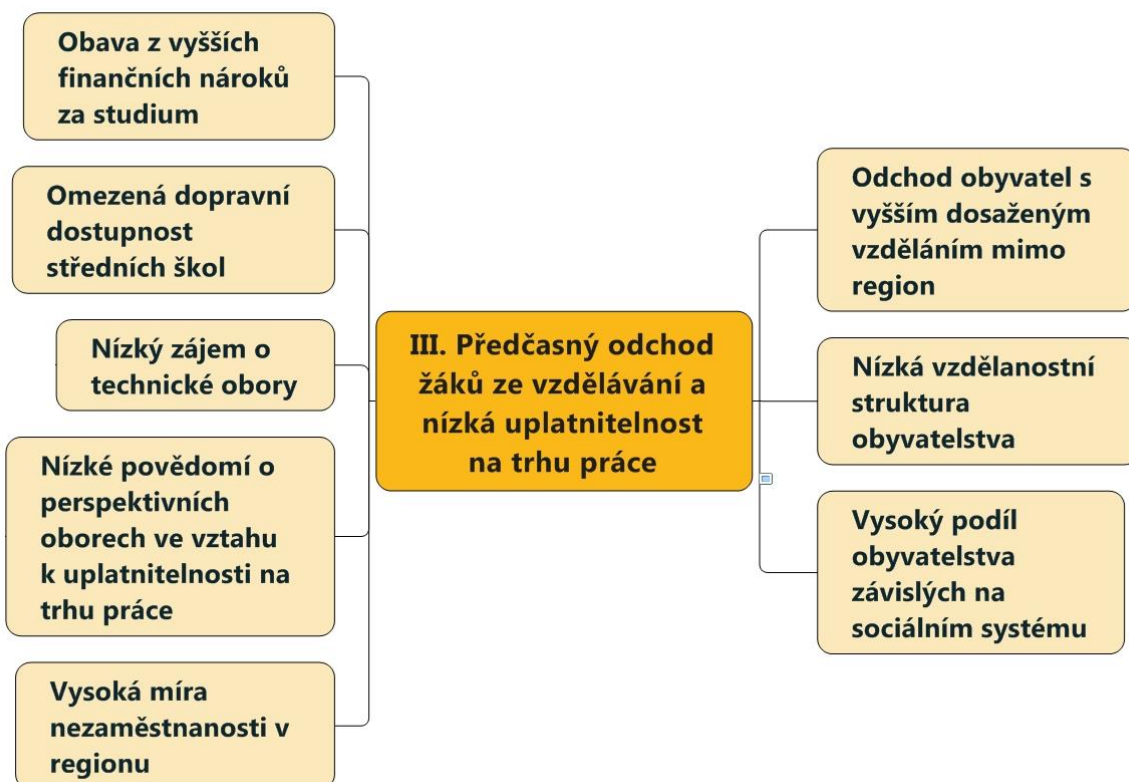 Obava z vyšších
finančních nároků
za studium
Omezená dopravní
dostupnost
středních škol
Nízký zájem o
technické obory
Nízké povědomí o
perspektivních
oborech ve vztahu
k uplatnitelnosti na
trhu práce
Vysoká míra
nezaměstnanosti v
regionu
III. Předčasný odchod
žáků ze vzdělávání a
nízká uplatnitelnost
na trhu práce
Odchod obyvatel s
vyšším dosaženým
vzděláním mimo
region
Nízká vzdělanostní
struktura
obyvatelstva
Vysoký podíl
obyvatelstva
závislých na
sociálním systému